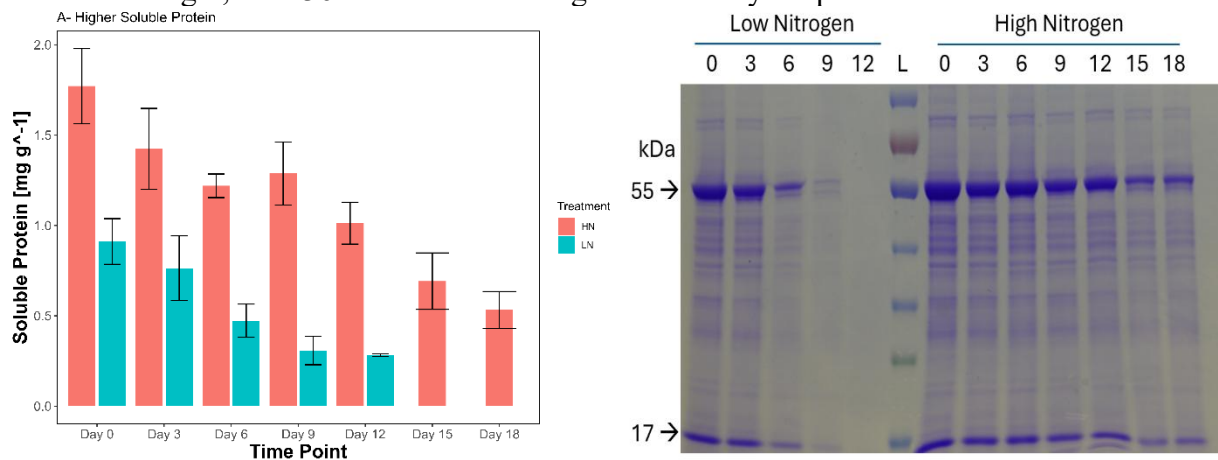 A- Higher Soluble Protein
Soluble Protein [mg g^-1]
2.0
1.5
1.0
0.5
0.0
Day 0 Day 3 Day 6 Day 9 Day 12 Day 15 Day 18
Time Point
Treatment
HN
LN
Low Nitrogen High Nitrogen
0 3 6 9 12 L 0 3 6 9 12 15 18
kDa
55→
17→